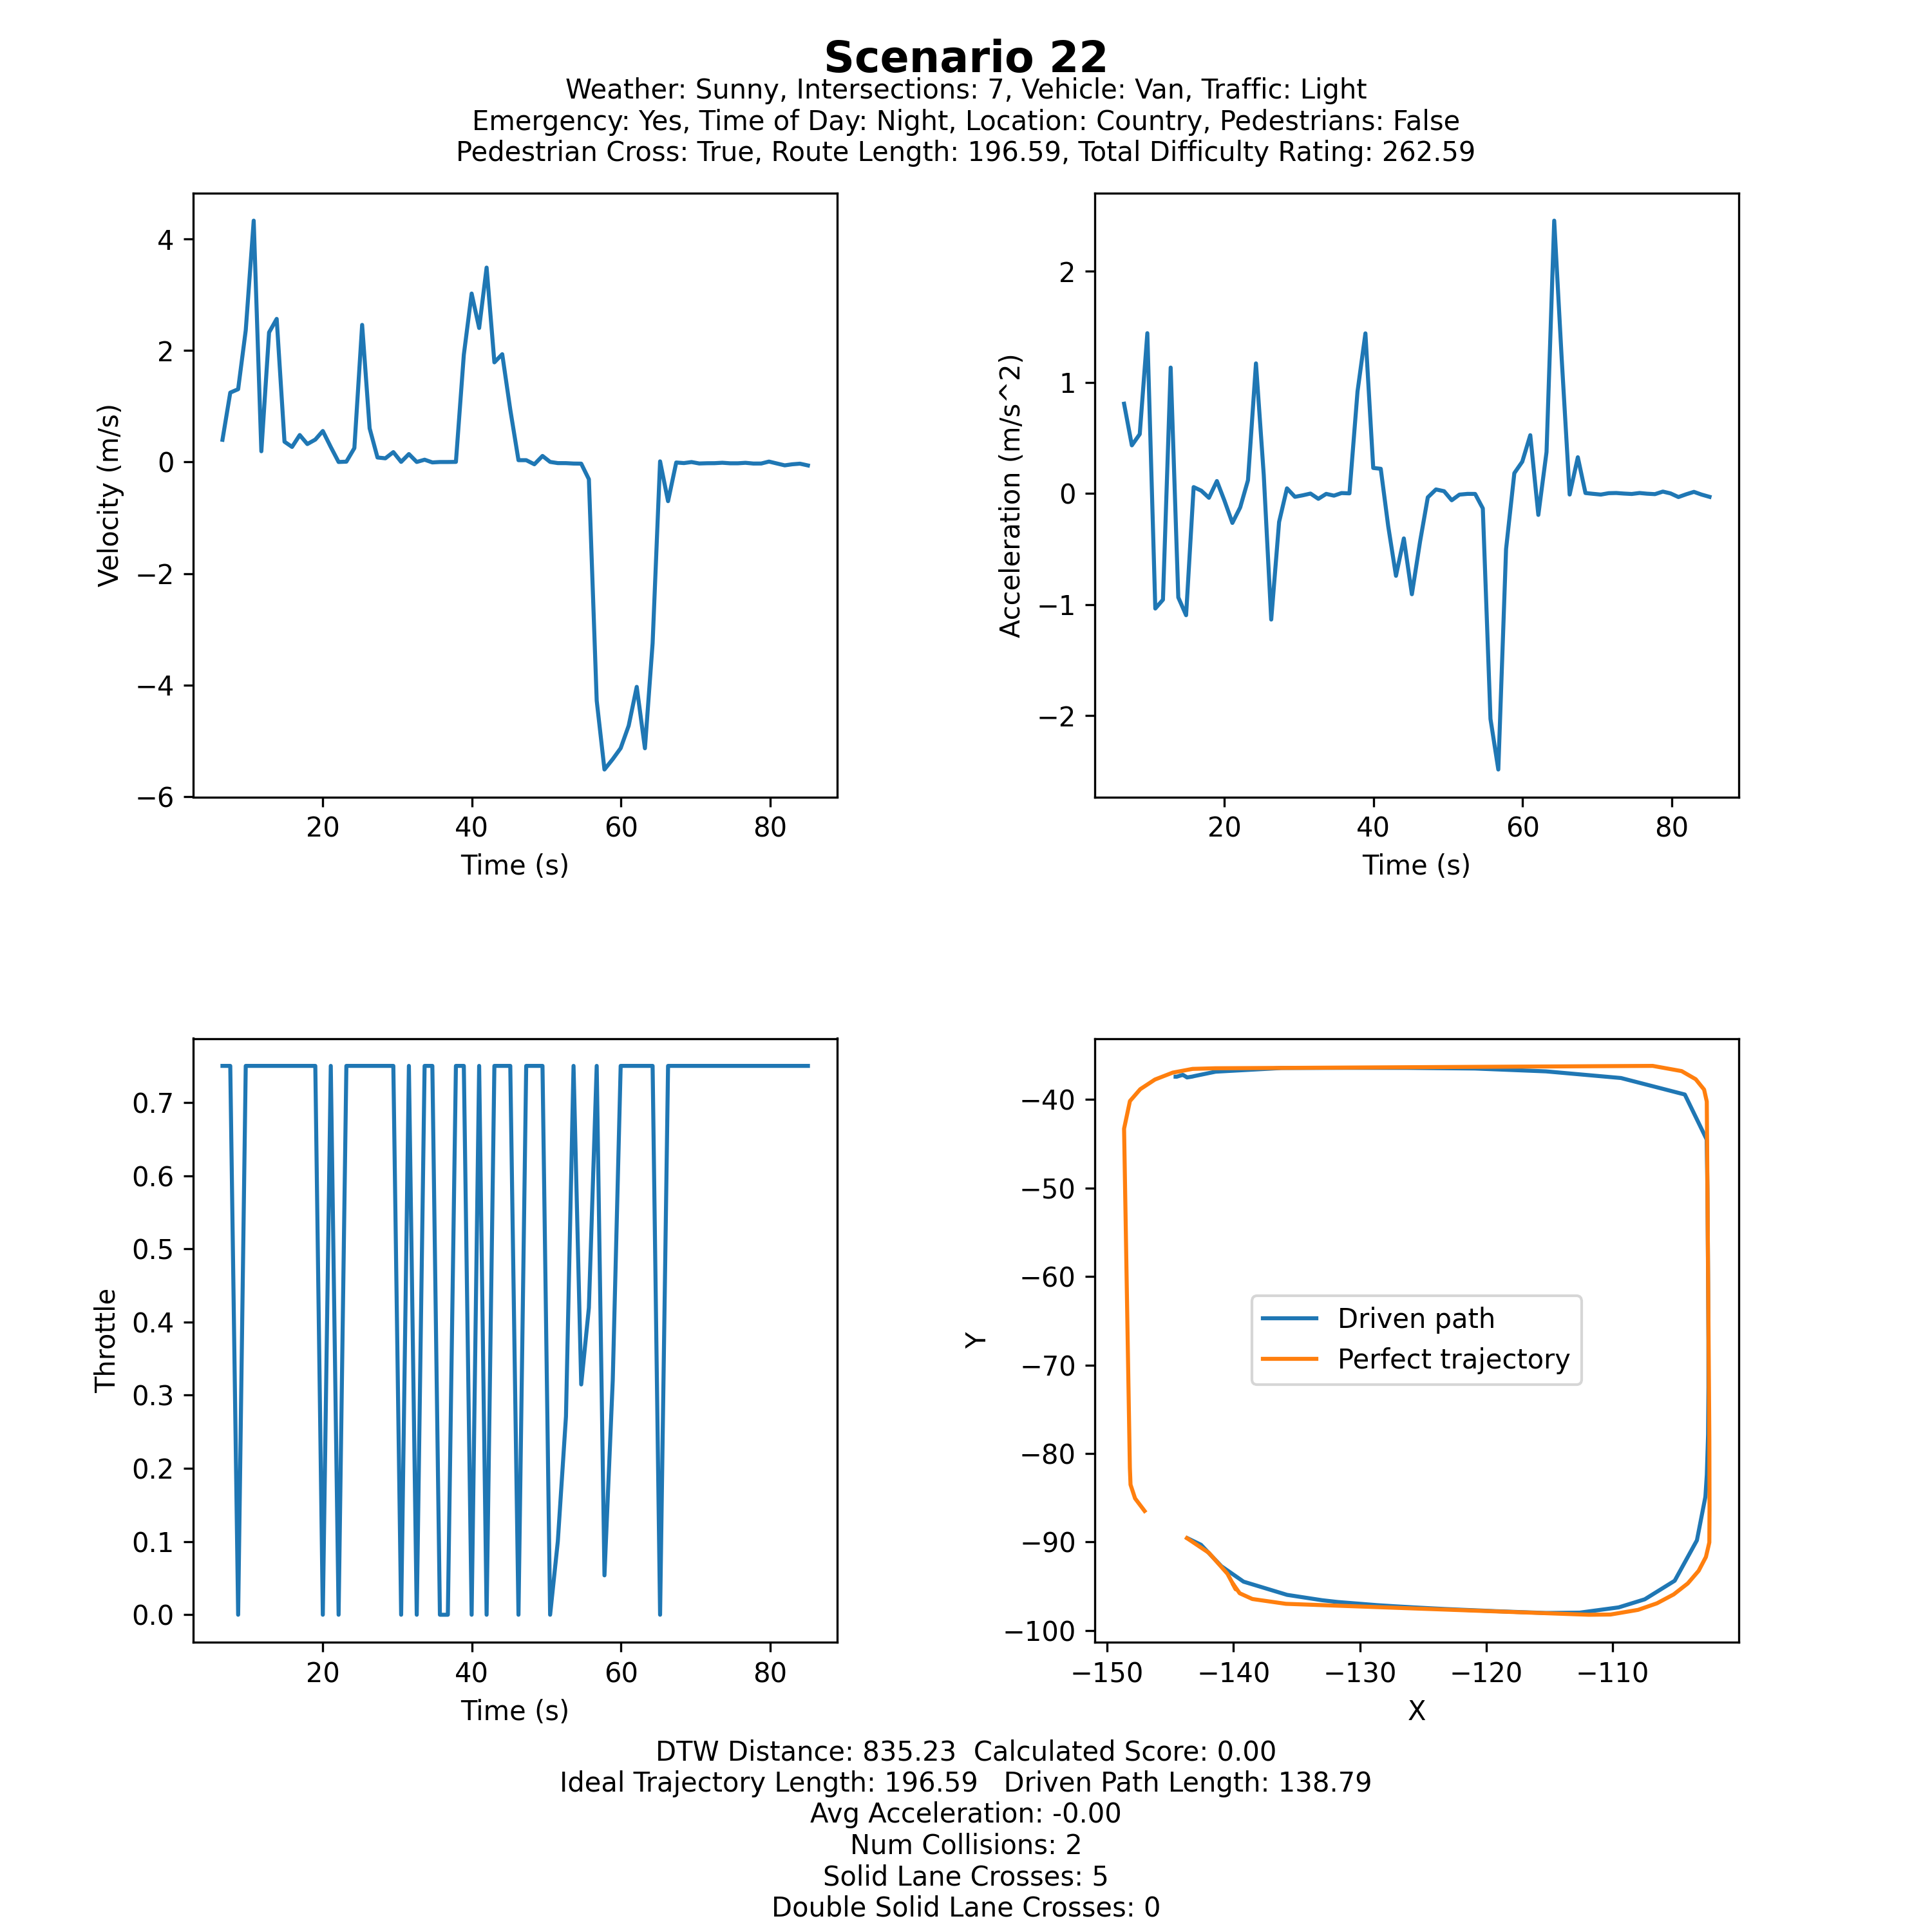 Scenario 22
Weather: Sunny, Intersections: 7, Vehicle: Van, Traffic: Light
Emergency: Yes, Time of Day: Night, Location: Country, Pedestrians: False
Pedestrian Cross: True, Route Length: 196.59, Total Difficulty Rating: 262.59
Velocity (m/s)
4
2
0
−2
−4
−6
20 40 60 80
Time (s)
Acceleration (m/s^2)
2
1
0
−1
−2
20 40 60 80
Time (s)
Throttle
0.7
0.6
0.5
0.4
0.3
0.2
0.1
0.0
20 40 60 80
Time (s)
Y
−40
−50
−60
−70
−80
−90
−100
Driven path
Perfect trajectory
−150 −140 −130 −120 −110
X
DTW Distance: 835.23 Calculated Score: 0.00
Ideal Trajectory Length: 196.59 Driven Path Length: 138.79
Avg Acceleration: -0.00
Num Collisions: 2
Solid Lane Crosses: 5
Double Solid Lane Crosses: 0